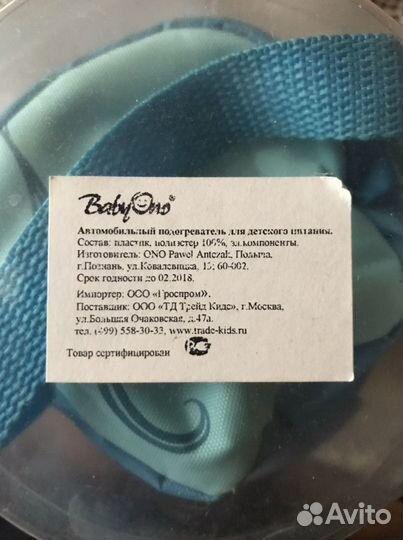 BabyOno®
Автомобильный подогреватель для детского питания.
Состав: пластик, полиэстер 100%, эл.компоненты.
Изготовитель: ONO Pawel Antczak, Польша.
г.Познань, ул.Ковалевицка, 13; 60-002.
Срок годности до 02.2018.
Импортер: ООО «Гроспром».
Поставщик: ООО «ТД Трейд Кидс», г.Москва,
ул.Большая Очаковская, д.47а.
тел. (499) 558-30-33, www.trade-kids.ru
Товар сертифицирован
Avito